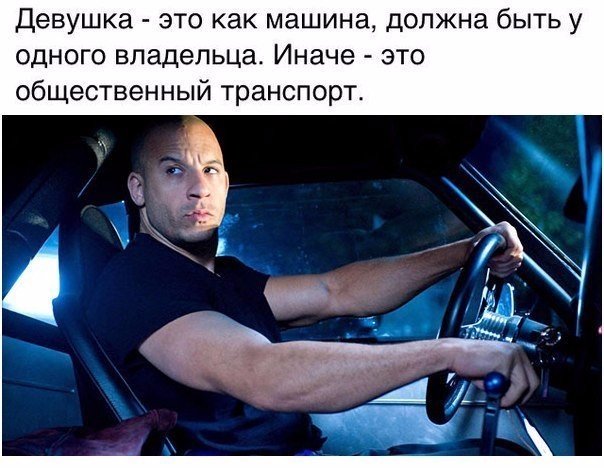 Девушка - это как машина, должна быть у
одного владельца. Иначе - это
общественный транспорт.